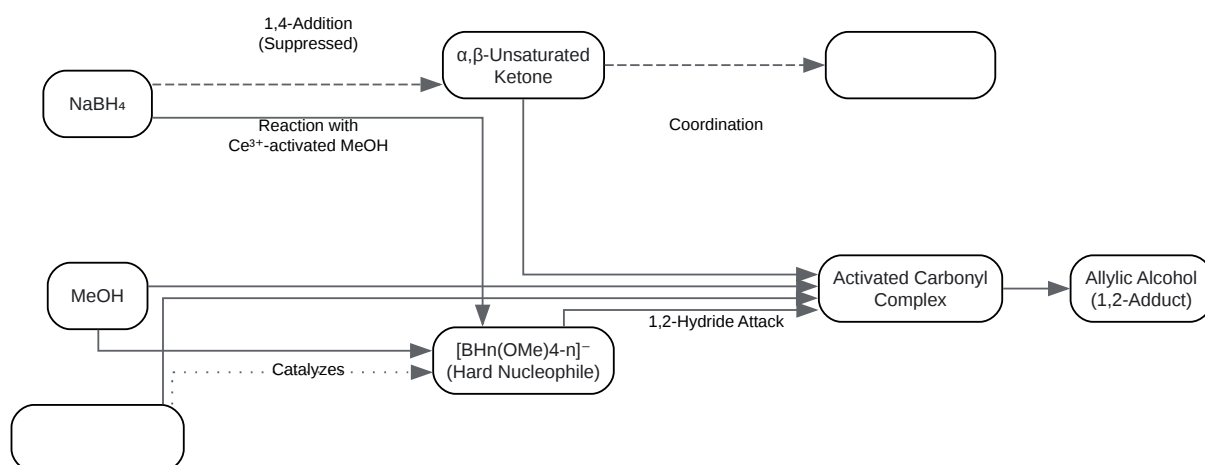 1,4-Addition
(Suppressed)
α,β-Unsaturated
Ketone
NaBH₄
Reaction with
Ce³⁺-activated MeOH
Coordination
MeOH
Activated Carbonyl
Complex
Allylic Alcohol
(1,2-Adduct)
1,2-Hydride Attack
[BHn(OMe)4-n]⁻
(Hard Nucleophile)
Catalyzes